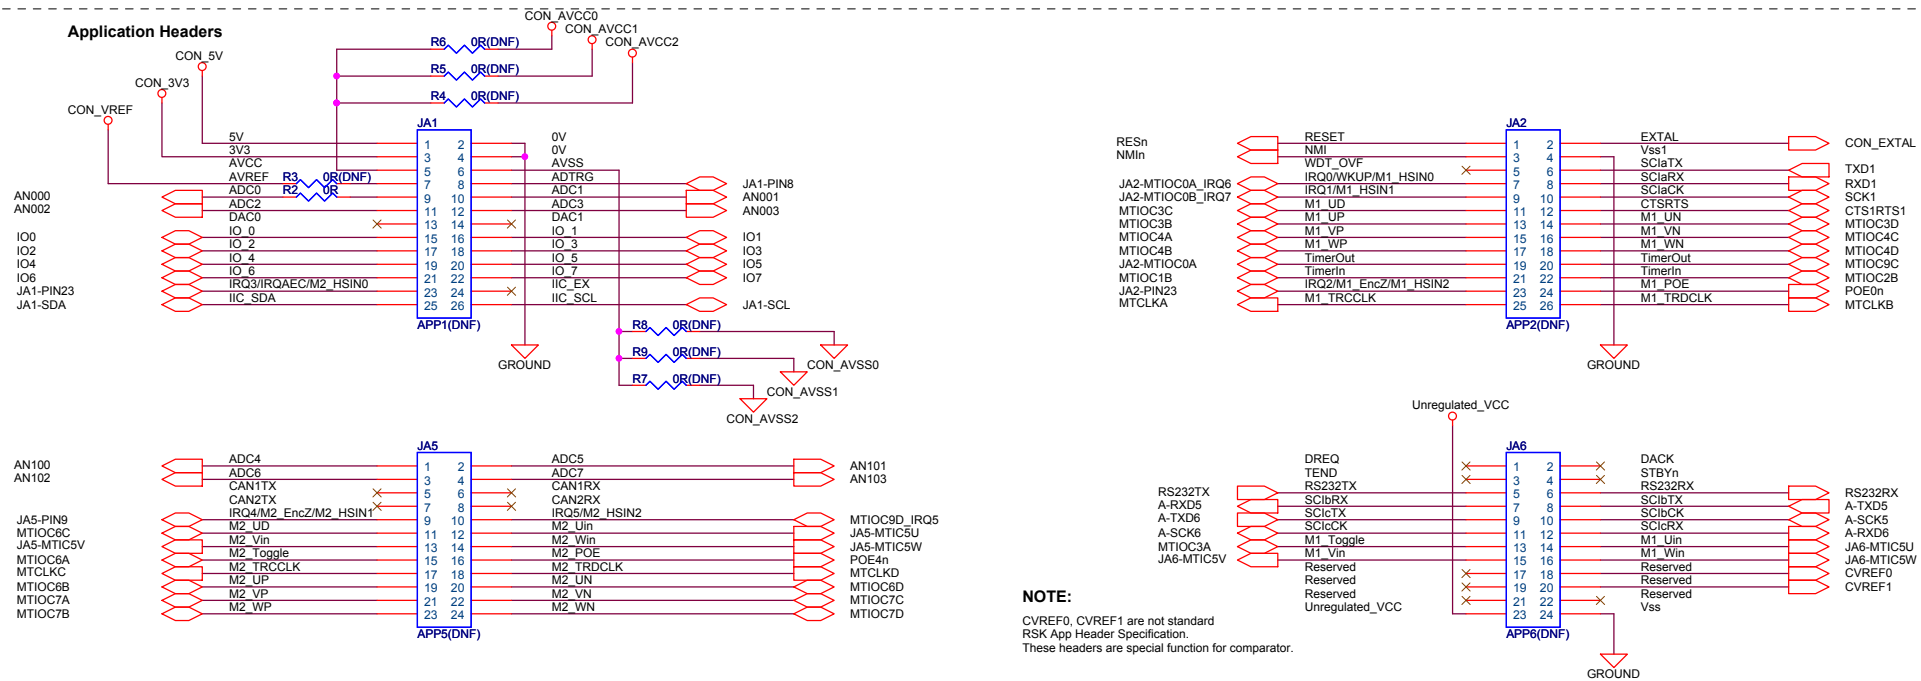 Application Headers
CON_AVCC0
CON_AVCC1
CON_AVCC2
R6 0R(DNF)
R5 0R(DNF)
R4 0R(DNF)
CON_5V
CON_3V3
CON_VREF
JA1
5V 1 2 0V
3V3 3 4 0V
AVCC 5 6 AVSS
AVREF R3 0R(DNF) 7 8 ADTRG JA1-PIN8
AN000 ADC0 R2 0R 9 10 ADC1 AN001
AN002 ADC2 11 12 ADC3 AN003
DAC0 13 14 DAC1
IO0 IO_0 15 16 IO_1 IO1
IO2 IO_2 17 18 IO_3 IO3
IO4 IO_4 19 20 IO_5 IO5
IO6 IO_6 21 22 IO_7 IO7
JA1-PIN23 IRQ3/IRQAEC/M2_HSIN0 23 24 IIC_EX
JA1-SDA IIC_SDA 25 26 IIC_SCL JA1-SCL
APP1(DNF)
R8 0R(DNF)
R9 0R(DNF)
R7 0R(DNF)
GROUND
CON_AVSS0
CON_AVSS1
CON_AVSS2
JA2
RESn RESET 1 2 EXTAL CON_EXTAL
NMIn NMI 3 4 Vss1
WDT_OVF 5 6 SCIaTX TXD1
JA2-MTIOC0A_IRQ6 IRQ0/WKUP/M1_HSIN0 7 8 SCIaRX RXD1
JA2-MTIOC0B_IRQ7 IRQ1/M1_HSIN1 9 10 SCIaCK SCK1
MTIOC3C M1_UD 11 12 CTSRTS CTS1RTS1
MTIOC3B M1_UP 13 14 M1_UN MTIOC3D
MTIOC4A M1_VP 15 16 M1_VN MTIOC4C
MTIOC4B M1_WP 17 18 M1_WN MTIOC4D
JA2-MTIOC0A TimerOut 19 20 TimerOut MTIOC9C
MTIOC1B TimerIn 21 22 TimerIn MTIOC2B
JA2-PIN23 IRQ2/M1_EncZ/M1_HSIN2 23 24 M1_POE POE0n
MTCLKA M1_TRCCLK 25 26 M1_TRDCLK MTCLKB
APP2(DNF)
GROUND
JA5
AN100 ADC4 1 2 ADC5 AN101
AN102 ADC6 3 4 ADC7 AN103
CAN1TX 5 6 CAN1RX
CAN2TX 7 8 CAN2RX
JA5-PIN9 IRQ4/M2_EncZ/M2_HSIN1 9 10 IRQ5/M2_HSIN2 MTIOC9D_IRQ5
MTIOC6C M2_UD 11 12 M2_Uin JA5-MTIC5U
JA5-MTIC5V M2_Vin 13 14 M2_Win JA5-MTIC5W
MTIOC6A M2_Toggle 15 16 M2_POE POE4n
MTCLKC M2_TRCCLK 17 18 M2_TRDCLK MTCLKD
MTIOC6B M2_UP 19 20 M2_UN MTIOC6D
MTIOC7A M2_VP 21 22 M2_VN MTIOC7C
MTIOC7B M2_WP 23 24 M2_WN MTIOC7D
APP5(DNF)
Unregulated_VCC
JA6
DREQ 1 2 DACK
TEND 3 4 STBYn
RS232TX RS232TX 5 6 RS232RX RS232RX
A-RXD5 SCIbRX 7 8 SCIbTX A-TXD5
A-TXD6 SCIcTX 9 10 SCIbCK A-SCK5
A-SCK6 SCIcCK 11 12 SCIcRX A-RXD6
MTIOC3A M1_Toggle 13 14 M1_Uin JA6-MTIC5U
JA6-MTIC5V M1_Vin 15 16 M1_Win JA6-MTIC5W
Reserved 17 18 Reserved CVREF0
Reserved 19 20 Reserved CVREF1
Reserved 21 22 Reserved
Unregulated_VCC 23 24 Vss
APP6(DNF)
GROUND
NOTE:
CVREF0, CVREF1 are not standard
RSK App Header Specification.
These headers are special function for comparator.